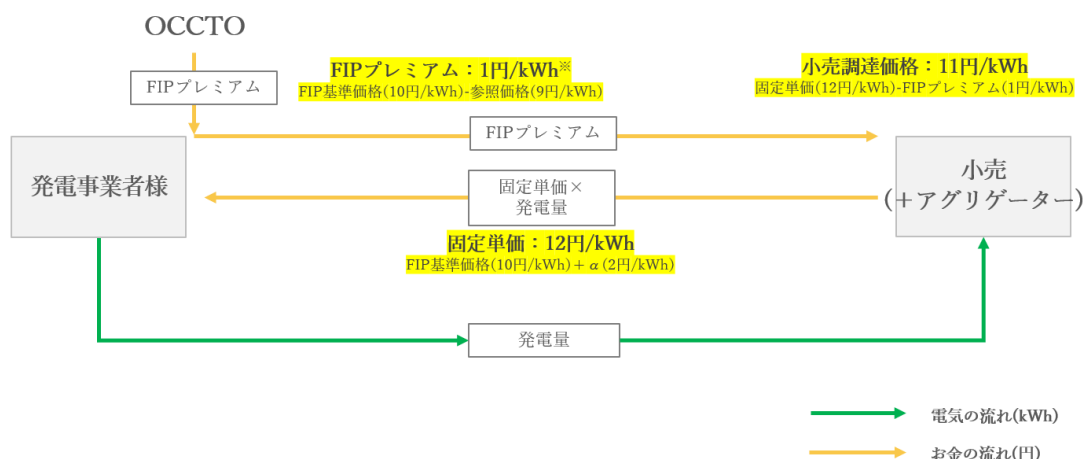 OCCTO
FIPプレミアム
FIPプレミアム：1円/kWh※
FIP基準価格(10円/kWh)-参照価格(9円/kWh)
小売調達価格：11円/kWh
固定単価(12円/kWh)-FIPプレミアム(1円/kWh)
FIPプレミアム
発電事業者様
固定単価×
発電量
小売
(＋アグリゲーター)
固定単価：12円/kWh
FIP基準価格(10円/kWh)＋α(2円/kWh)
発電量
電気の流れ(kWh)
お金の流れ(円)